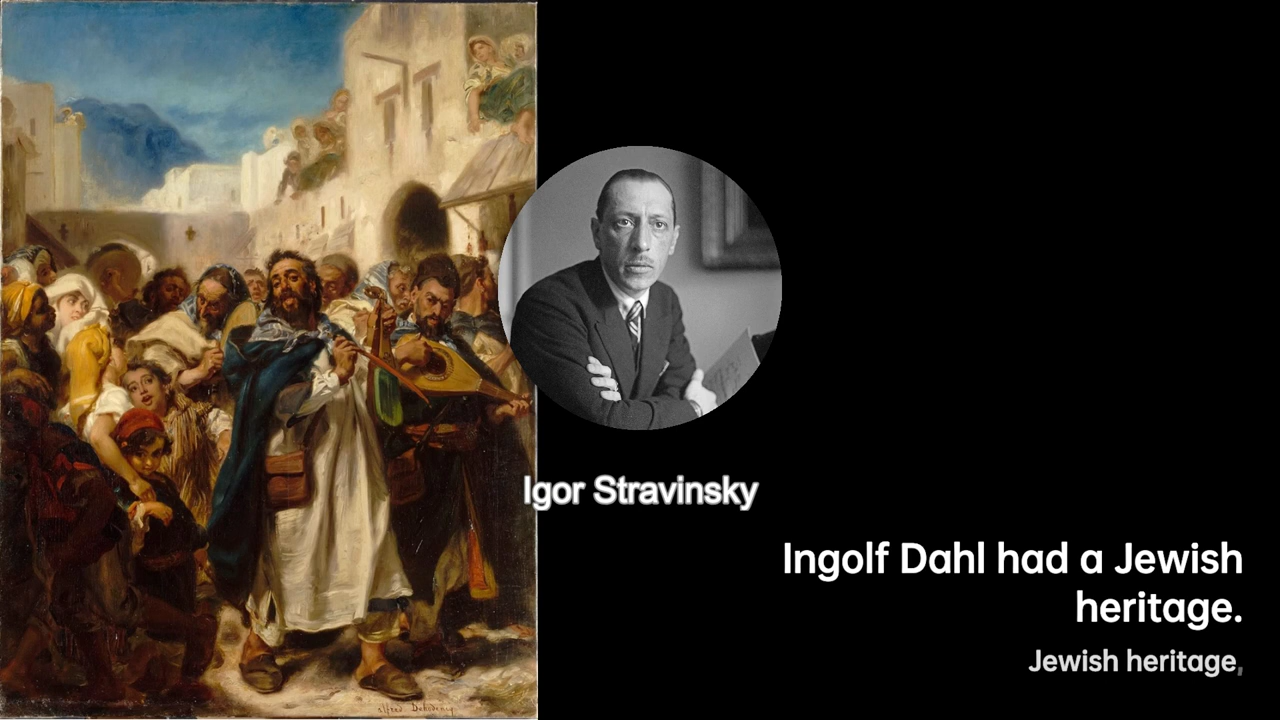 Igor Stravinsky
Ingolf Dahl had a Jewish
heritage.
Jewish heritage,